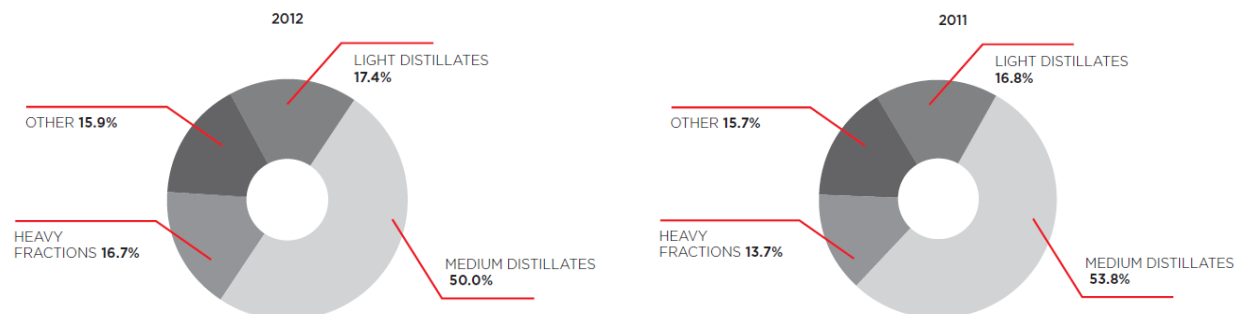 2012
LIGHT DISTILLATES
17.4%
OTHER 15.9%
HEAVY
FRACTIONS 16.7%
MEDIUM DISTILLATES
50.0%
2011
LIGHT DISTILLATES
16.8%
OTHER 15.7%
HEAVY
FRACTIONS 13.7%
MEDIUM DISTILLATES
53.8%